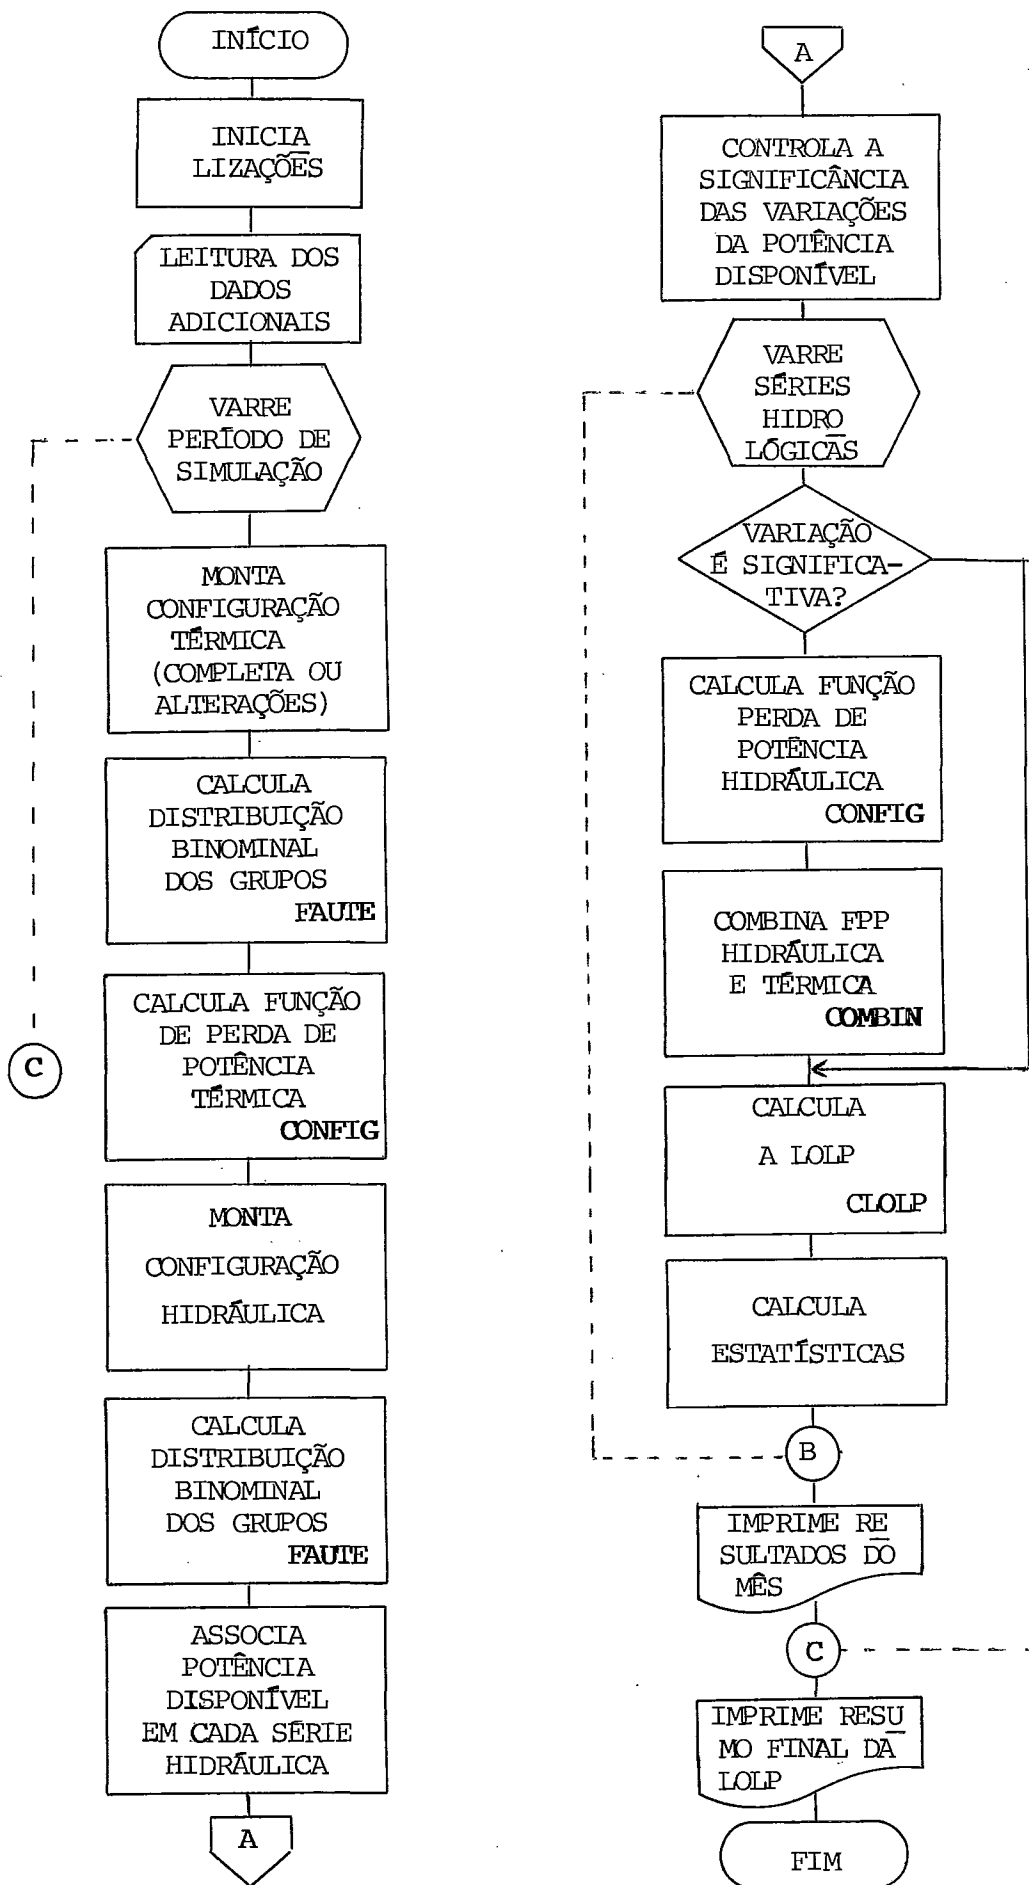 INÍCIO
INICIA
LIZAÇÕES
LEITURA DOS
DADOS
ADICIONAIS
VARRE
PERÍODO DE
SIMULAÇÃO
MONTA
CONFIGURAÇÃO
TÉRMICA
(COMPLETA OU
ALTERAÇÕES)
CALCULA
DISTRIBUIÇÃO
BINOMINAL
DOS GRUPOS
FAUTE
C
CALCULA FUNÇÃO
DE PERDA DE
POTÊNCIA
TÉRMICA
CONFIG
MONTA
CONFIGURAÇÃO
HIDRÁULICA
CALCULA
DISTRIBUIÇÃO
BINOMINAL
DOS GRUPOS
FAUTE
ASSOCIA
POTÊNCIA
DISPONÍVEL
EM CADA SÉRIE
HIDRÁULICA
A
A
CONTROLA A
SIGNIFICÂNCIA
DAS VARIAÇÕES
DA POTÊNCIA
DISPONÍVEL
VARRE
SÉRIES
HIDRO
LÓGICAS
VARIAÇÃO
É SIGNIFICA-
TIVA?
CALCULA FUNÇÃO
PERDA DE
POTÊNCIA
HIDRÁULICA
CONFIG
COMBINA FPP
HIDRÁULICA
E TÉRMICA
COMBIN
CALCULA
A LOLP
CLOLP
CALCULA
ESTATÍSTICAS
B
IMPRIME RE
SULTADOS DO
MÊS
C
IMPRIME RESU
MO FINAL DA
LOLP
FIM